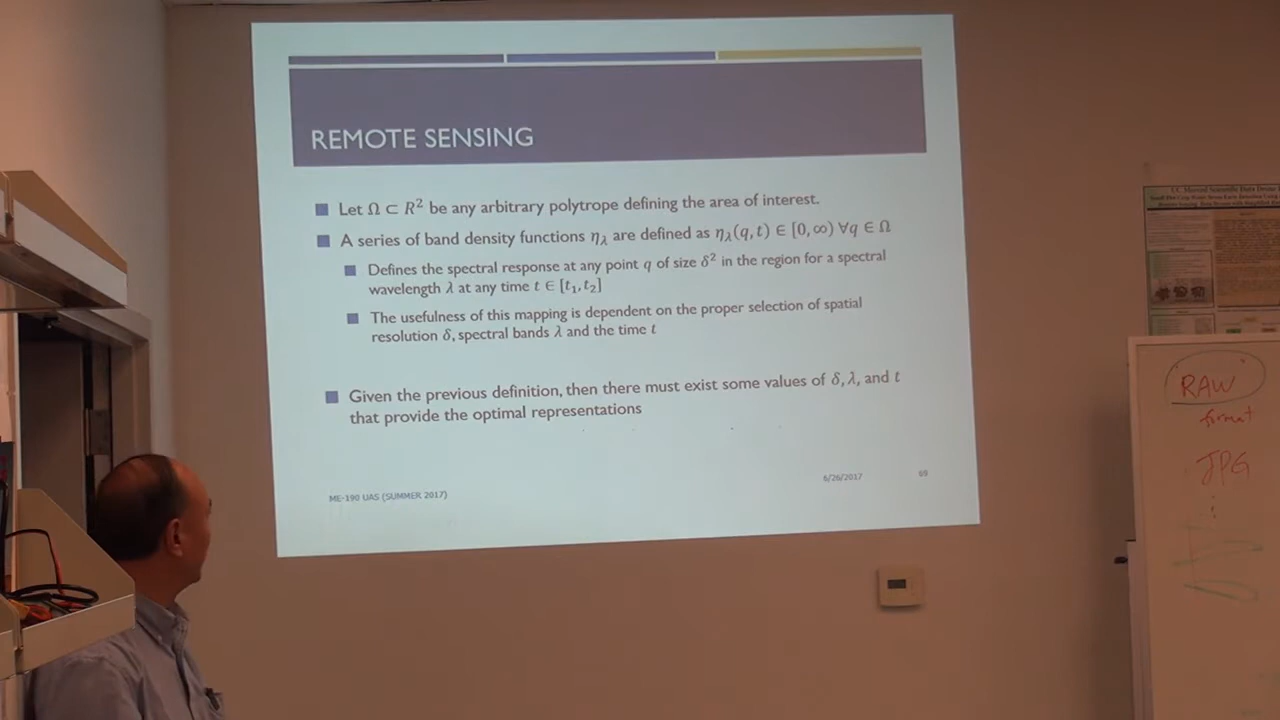 REMOTE SENSING
Let Ω ⊂ R² be any arbitrary polytrope defining the area of interest.
A series of band density functions η_λ are defined as η_λ(q, t) ∈ [0, ∞) ∀q ∈ Ω
Defines the spectral response at any point q of size δ² in the region for a spectral
wavelength λ at any time t ∈ [t₁, t₂]
The usefulness of this mapping is dependent on the proper selection of spatial
resolution δ, spectral bands λ and the time t
Given the previous definition, then there must exist some values of δ, λ, and t
that provide the optimal representations
ME-190 UAS (SUMMER 2017)
6/26/2017
69
RAW
format
JPG